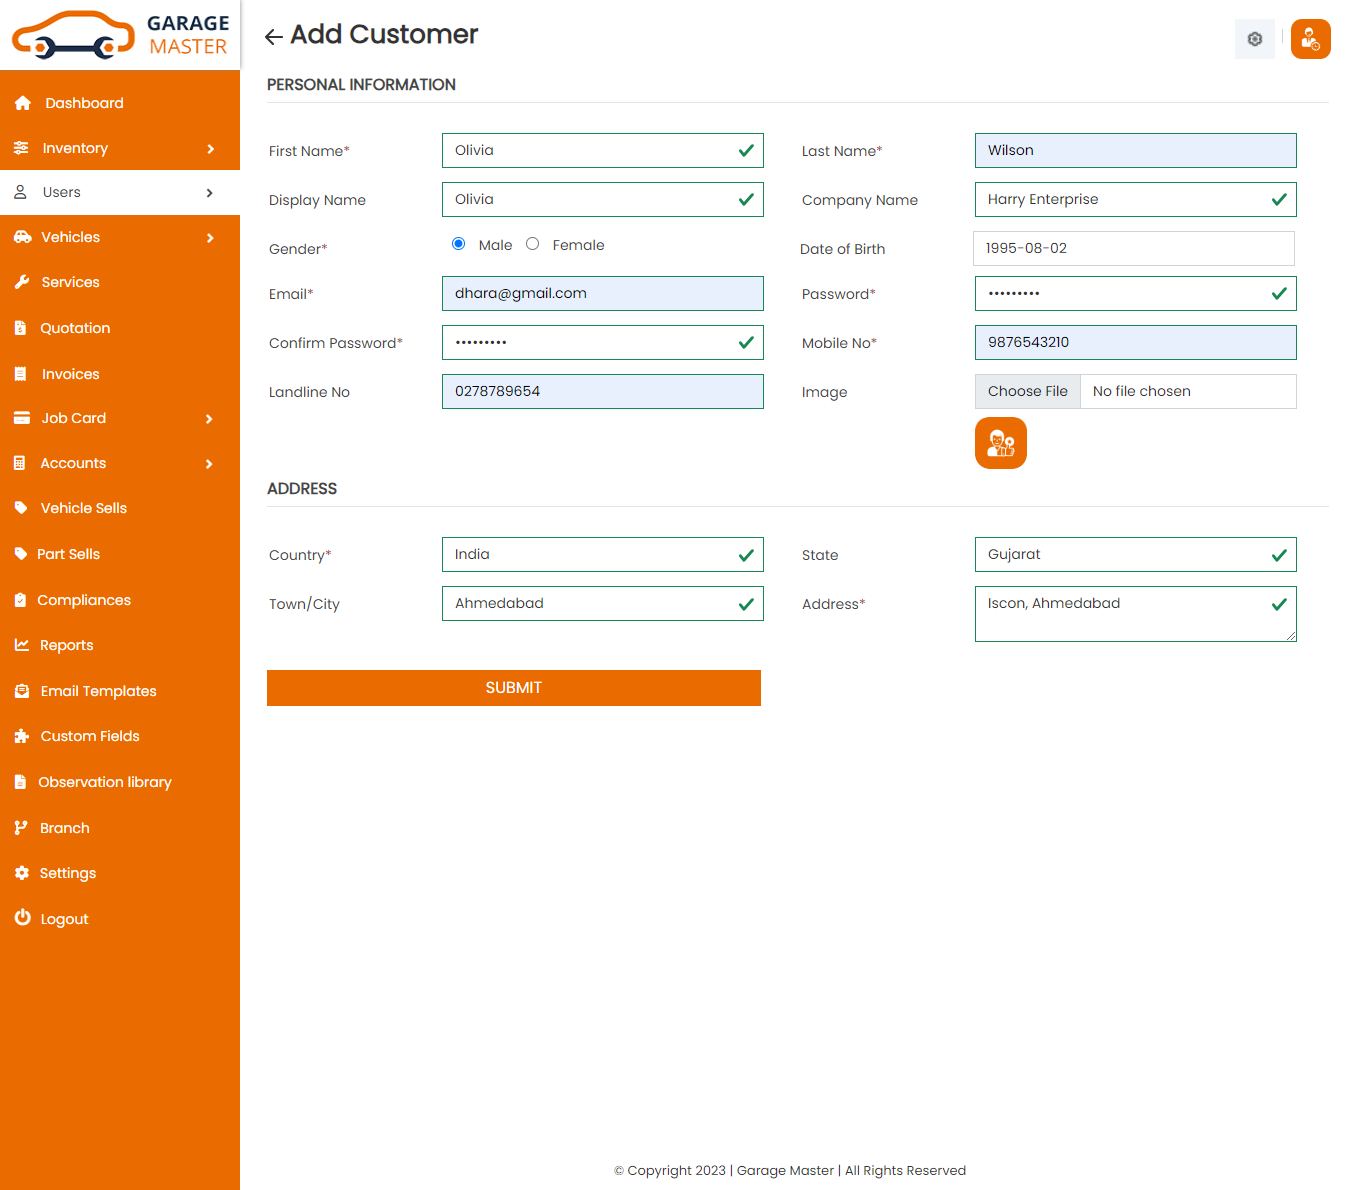 GARAGE
MASTER
Dashboard
Inventory
Users
Vehicles
Services
Quotation
Invoices
Job Card
Accounts
Vehicle Sells
Part Sells
Compliances
Reports
Email Templates
Custom Fields
Observation library
Branch
Settings
Logout
Add Customer
PERSONAL INFORMATION
First Name* Olivia Last Name* Wilson
Display Name Olivia Company Name Harry Enterprise
Gender* Male Female Date of Birth 1995-08-02
Email* dhara@gmail.com Password* •••••••••
Confirm Password* ••••••••• Mobile No* 9876543210
Landline No 0278789654 Image Choose File No file chosen
ADDRESS
Country* India State Gujarat
Town/City Ahmedabad Address* Iscon, Ahmedabad
SUBMIT
© Copyright 2023 | Garage Master | All Rights Reserved